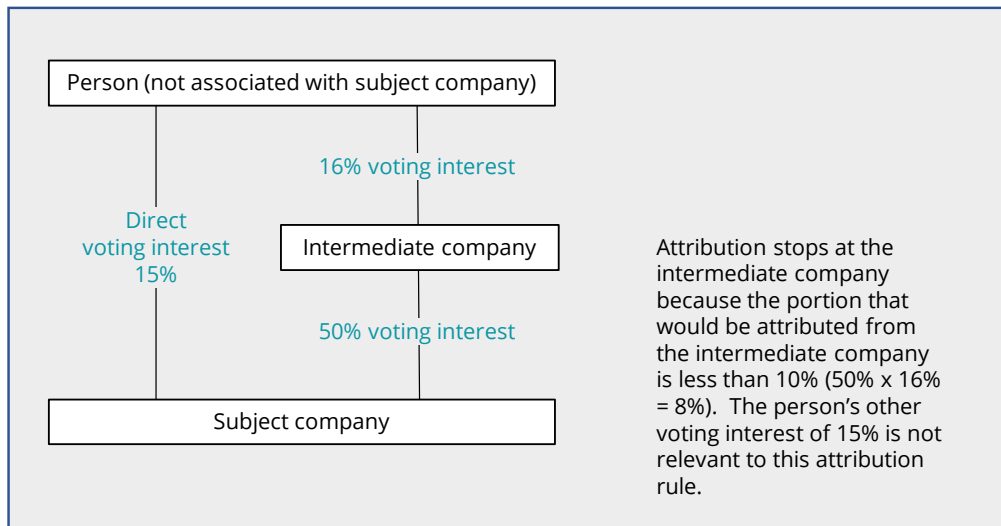 Person (not associated with subject company)
16% voting interest
Direct
voting interest
15%
Intermediate company
50% voting interest
Subject company
Attribution stops at the
intermediate company
because the portion that
would be attributed from
the intermediate company
is less than 10% (50% x 16%
= 8%).  The person’s other
voting interest of 15% is not
relevant to this attribution
rule.